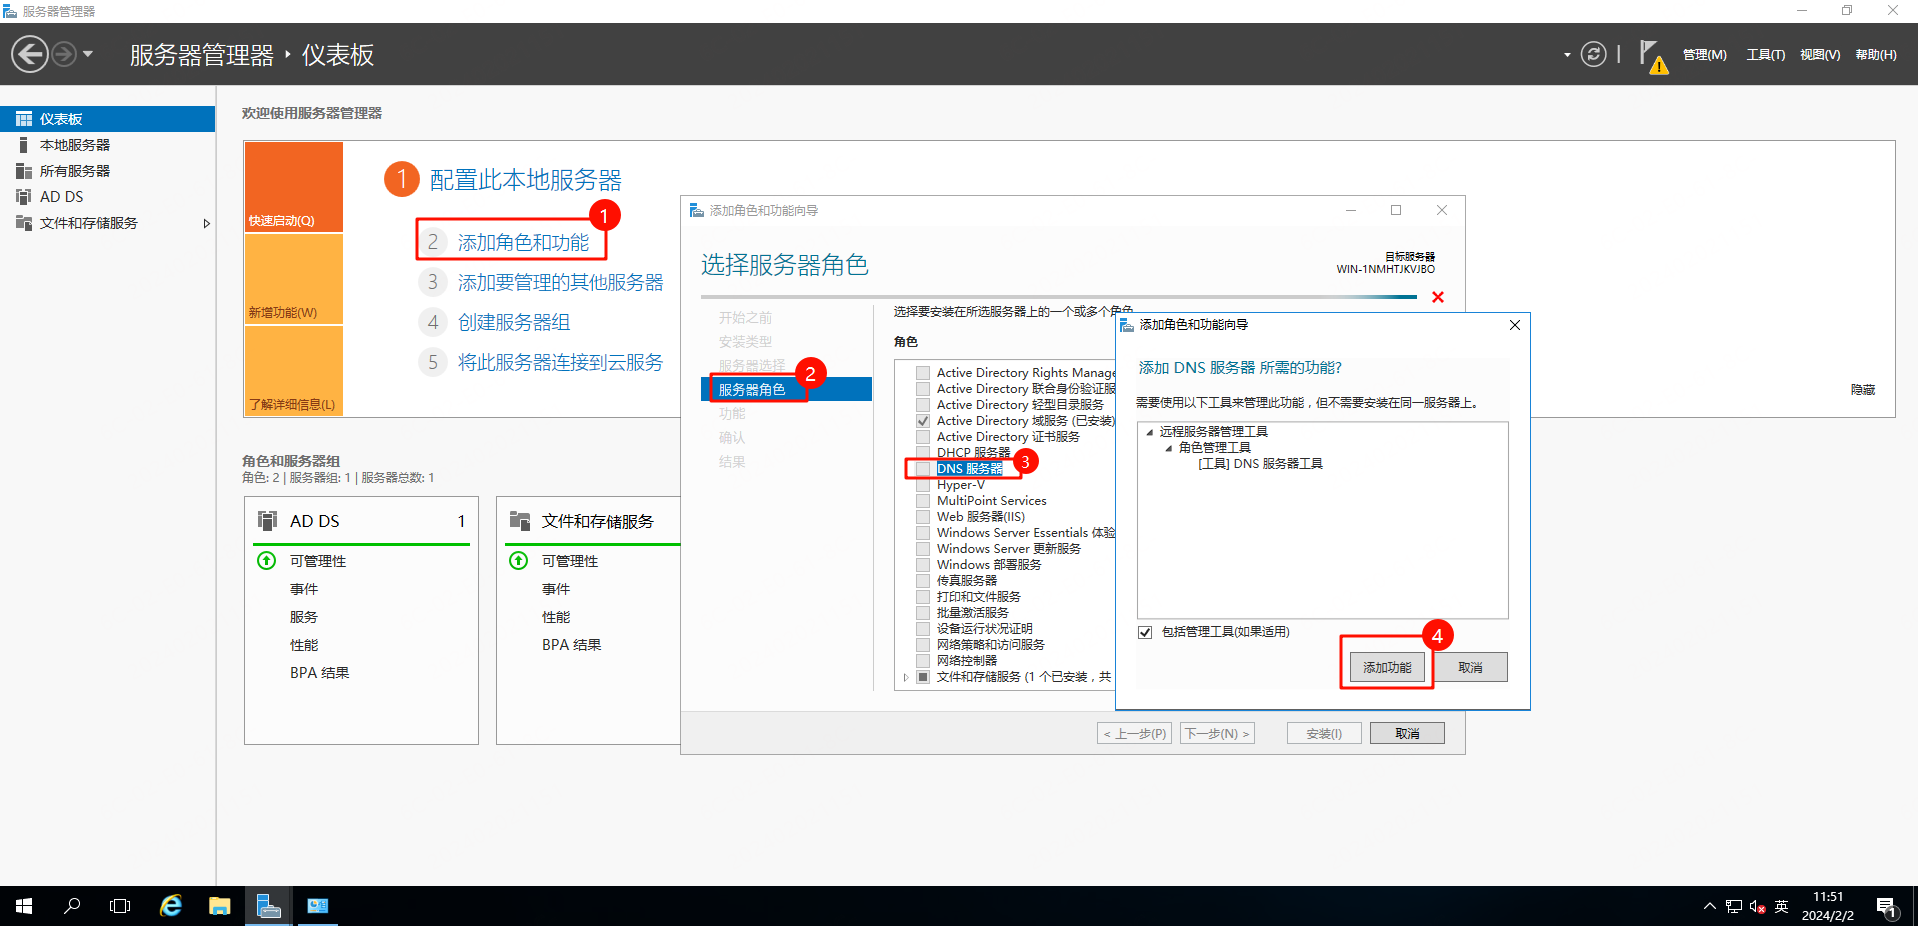 服务器管理器
服务器管理器 ‣ 仪表板
管理(M) 工具(T) 视图(V) 帮助(H)
仪表板
本地服务器
所有服务器
AD DS
文件和存储服务
欢迎使用服务器管理器
快速启动(Q)
新增功能(W)
了解详细信息(L)
1 配置此本地服务器
1
2 添加角色和功能
3 添加要管理的其他服务器
4 创建服务器组
5 将此服务器连接到云服务
隐藏
角色和服务器组
角色: 2 | 服务器组: 1 | 服务器总数: 1
AD DS 1
可管理性
事件
服务
性能
BPA 结果
文件和存储服务
可管理性
事件
性能
BPA 结果
添加角色和功能向导
选择服务器角色
目标服务器
WIN-1NMHTJKVJBO
开始之前
安装类型
服务器选择
2
服务器角色
功能
确认
结果
选择要安装在所选服务器上的一个或多个角色
角色
Active Directory Rights Manage
Active Directory 联合身份验证服
Active Directory 轻型目录服务
Active Directory 域服务 (已安装)
Active Directory 证书服务
DHCP 服务器
DNS 服务器
3
Hyper-V
MultiPoint Services
Web 服务器(IIS)
Windows Server Essentials 体验
Windows Server 更新服务
Windows 部署服务
传真服务器
打印和文件服务
批量激活服务
设备运行状况证明
网络策略和访问服务
网络控制器
文件和存储服务 (1 个已安装，共
< 上一步(P) 下一步(N) > 安装(I) 取消
添加角色和功能向导
添加 DNS 服务器 所需的功能?
需要使用以下工具来管理此功能，但不需要安装在同一服务器上。
远程服务器管理工具
角色管理工具
[工具] DNS 服务器工具
包括管理工具(如果适用)
4
添加功能 取消
英
11:51
2024/2/2
1